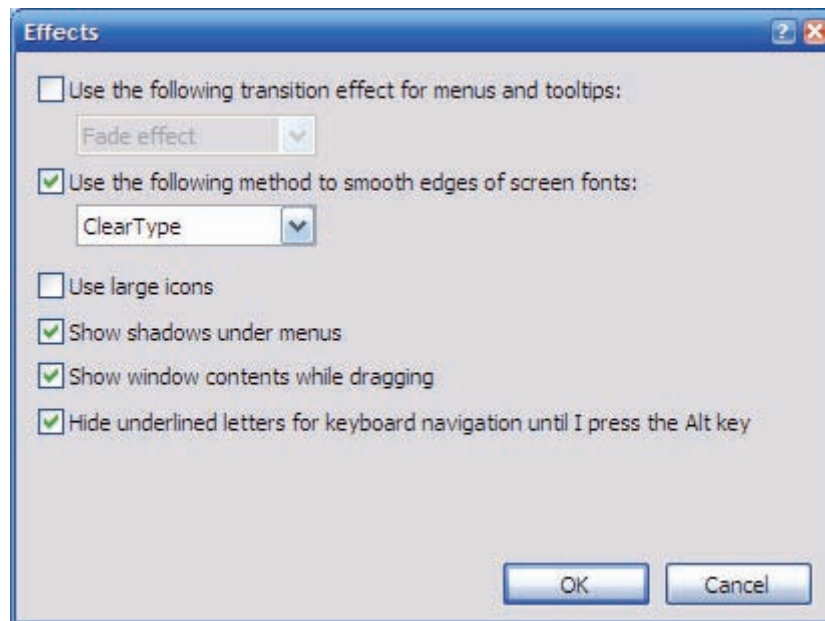 Effects
Use the following transition effect for menus and tooltips:
Fade effect
Use the following method to smooth edges of screen fonts:
ClearType
Use large icons
Show shadows under menus
Show window contents while dragging
Hide underlined letters for keyboard navigation until I press the Alt key
OK Cancel